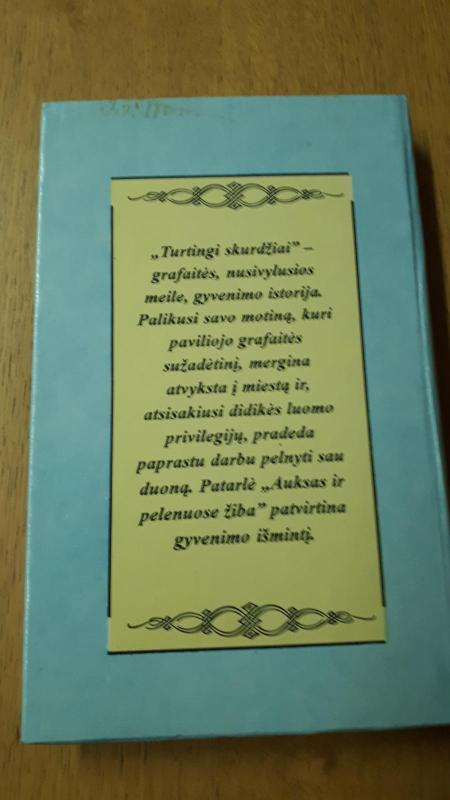 „Turtingi skurdžiai” –
grafaitės, nusivylusios
meile, gyvenimo istorija.
Palikusi savo motiną, kuri
paviliojo grafaitės
sužadėtinį, mergina
atvyksta į miestą ir,
atsisakiusi didikės luomo
privilegijų, pradeda
paprastu darbu pelnyti sau
duoną. Patarlė „Auksas ir
pelenuose žiba” patvirtina
gyvenimo išmintį.